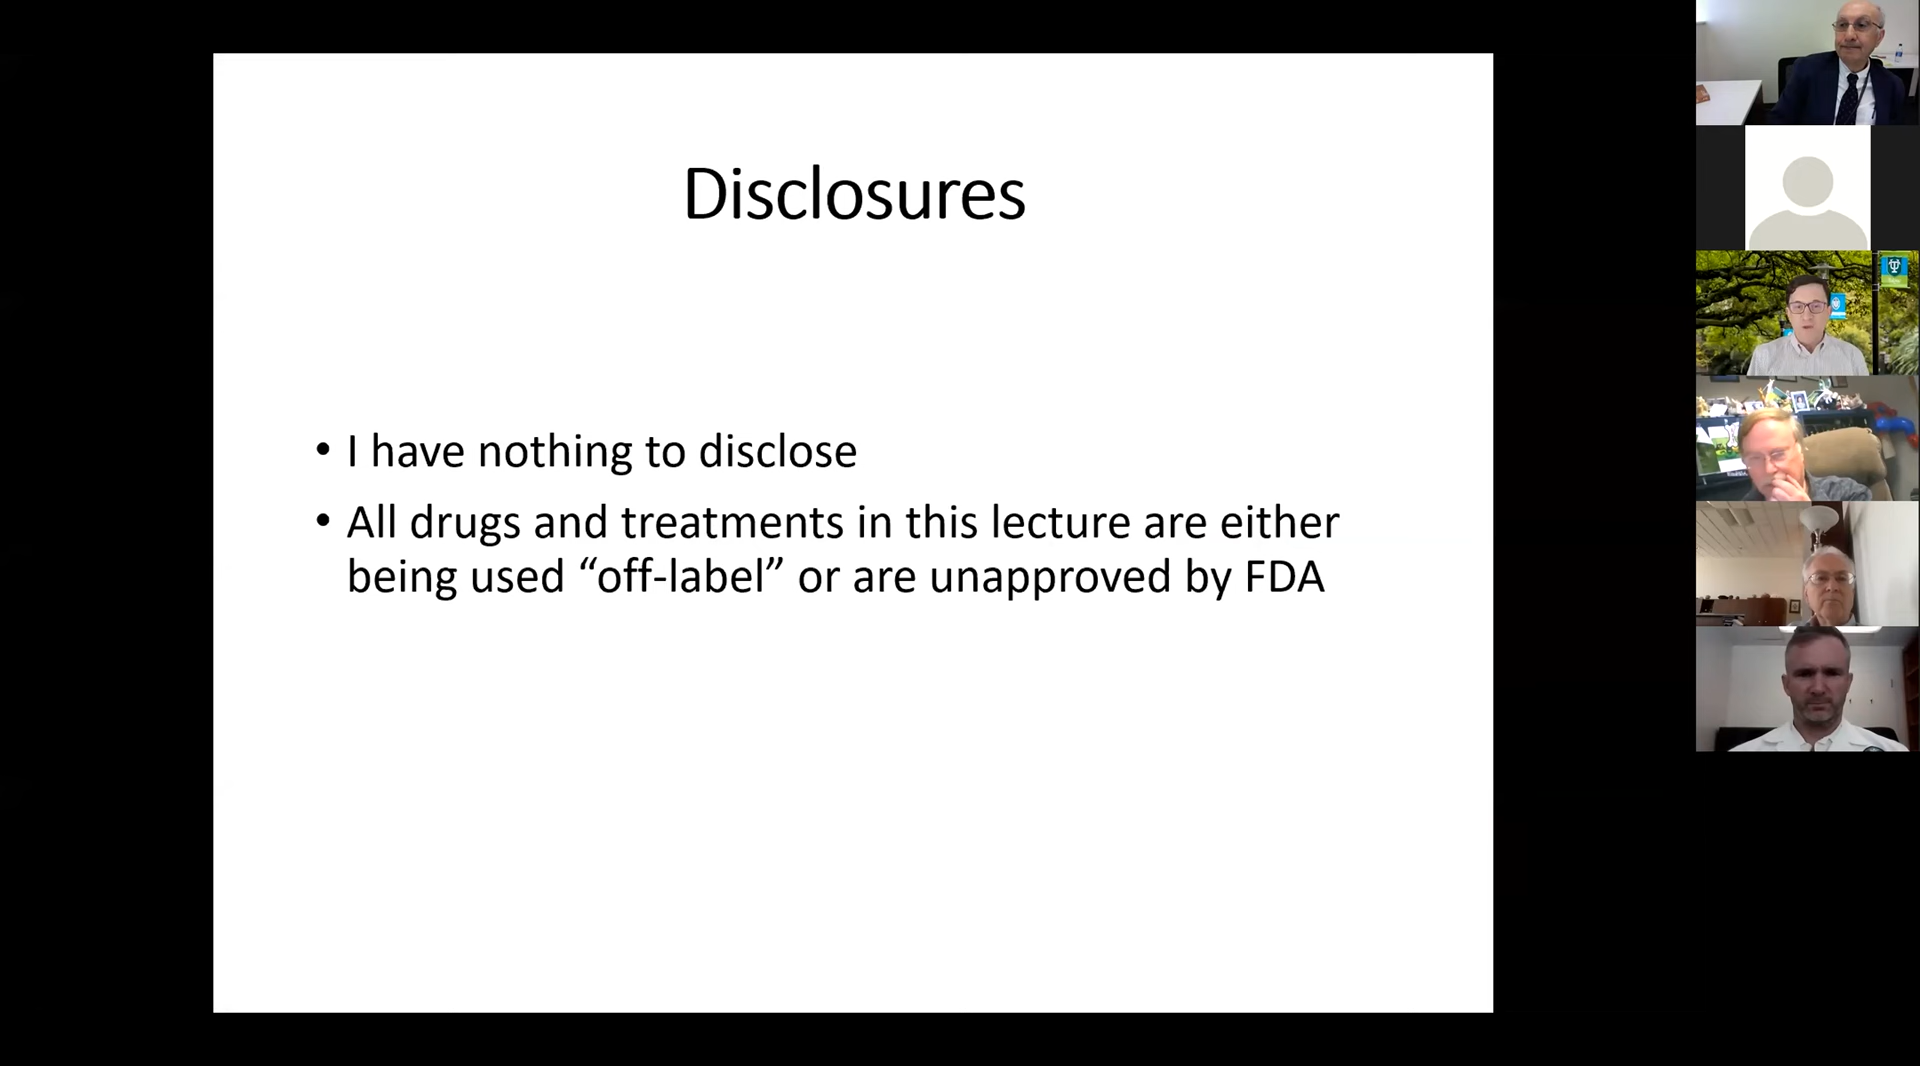 Disclosures
• I have nothing to disclose
• All drugs and treatments in this lecture are either
being used “off-label” or are unapproved by FDA